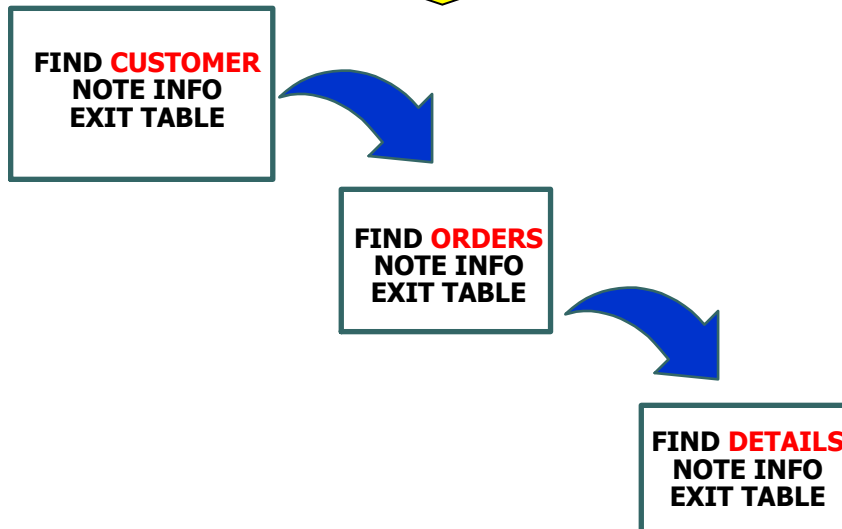 FIND CUSTOMER
NOTE INFO
EXIT TABLE
FIND ORDERS
NOTE INFO
EXIT TABLE
FIND DETAILS
NOTE INFO
EXIT TABLE